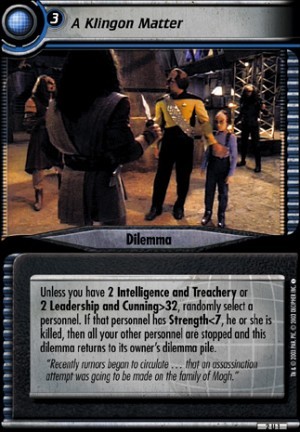 3 A Klingon Matter
Dilemma
Unless you have 2 Intelligence and Treachery or
2 Leadership and Cunning>32, randomly select a
personnel. If that personnel has Strength<7, he or she is
killed, then all your other personnel are stopped and this
dilemma returns to its owner's dilemma pile.
"Recently rumors began to circulate … that an assassination
attempt was going to be made on the family of Mogh."